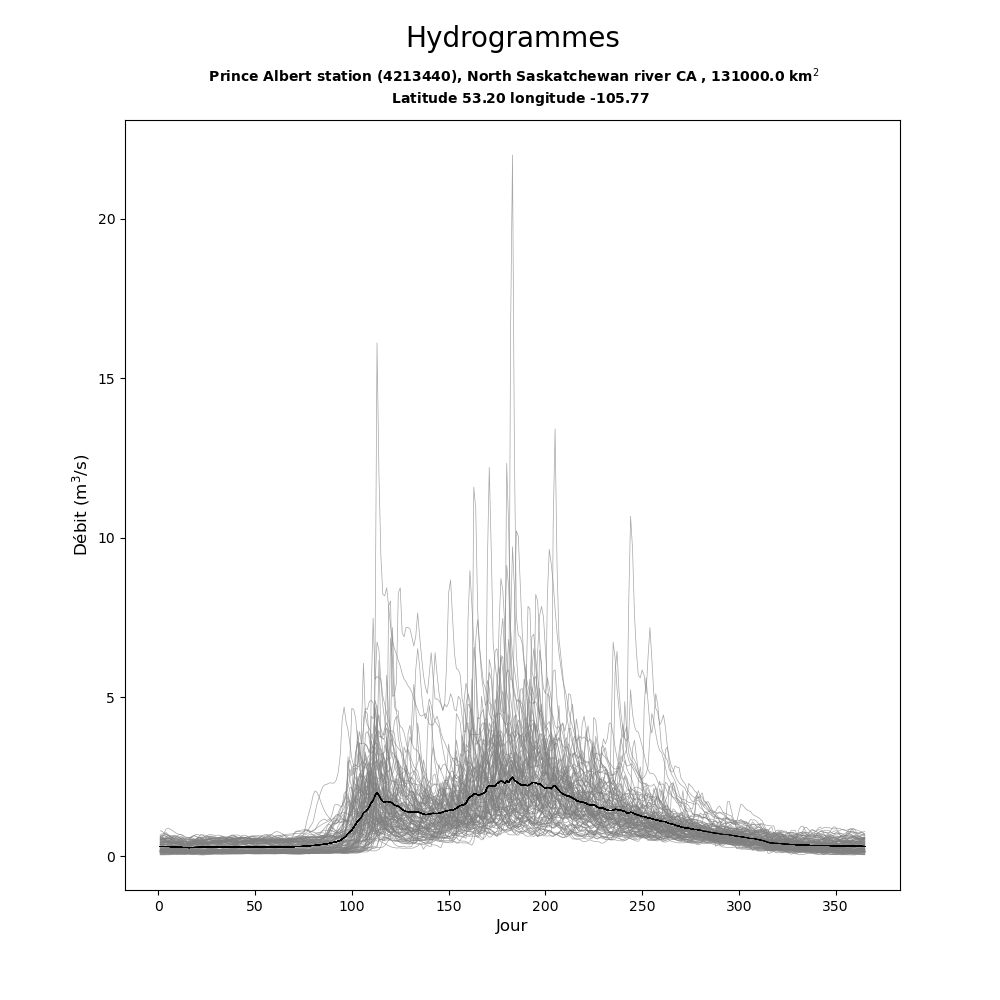 Hydrogrammes
Prince Albert station (4213440), North Saskatchewan river CA , 131000.0 km²
Latitude 53.20 longitude -105.77
Débit (m³/s)
20
15
10
5
0
0 50 100 150 200 250 300 350
Jour